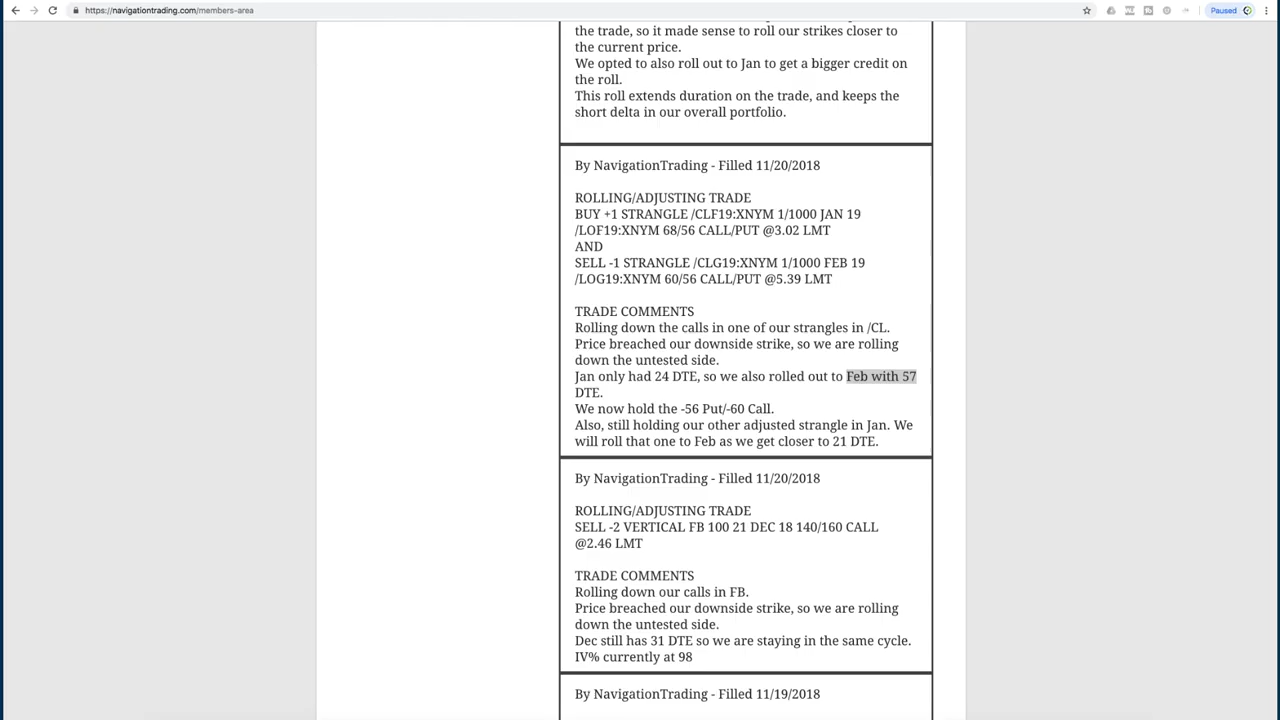 https://navigationtrading.com/members-area
Paused
the trade, so it made sense to roll our strikes closer to
the current price.
We opted to also roll out to Jan to get a bigger credit on
the roll.
This roll extends duration on the trade, and keeps the
short delta in our overall portfolio.
By NavigationTrading - Filled 11/20/2018
ROLLING/ADJUSTING TRADE
BUY +1 STRANGLE /CLF19:XNYM 1/1000 JAN 19
/LOF19:XNYM 68/56 CALL/PUT @3.02 LMT
AND
SELL -1 STRANGLE /CLG19:XNYM 1/1000 FEB 19
/LOG19:XNYM 60/56 CALL/PUT @5.39 LMT
TRADE COMMENTS
Rolling down the calls in one of our strangles in /CL.
Price breached our downside strike, so we are rolling
down the untested side.
Jan only had 24 DTE, so we also rolled out to Feb with 57
DTE.
We now hold the -56 Put/-60 Call.
Also, still holding our other adjusted strangle in Jan. We
will roll that one to Feb as we get closer to 21 DTE.
By NavigationTrading - Filled 11/20/2018
ROLLING/ADJUSTING TRADE
SELL -2 VERTICAL FB 100 21 DEC 18 140/160 CALL
@2.46 LMT
TRADE COMMENTS
Rolling down our calls in FB.
Price breached our downside strike, so we are rolling
down the untested side.
Dec still has 31 DTE so we are staying in the same cycle.
IV% currently at 98
By NavigationTrading - Filled 11/19/2018